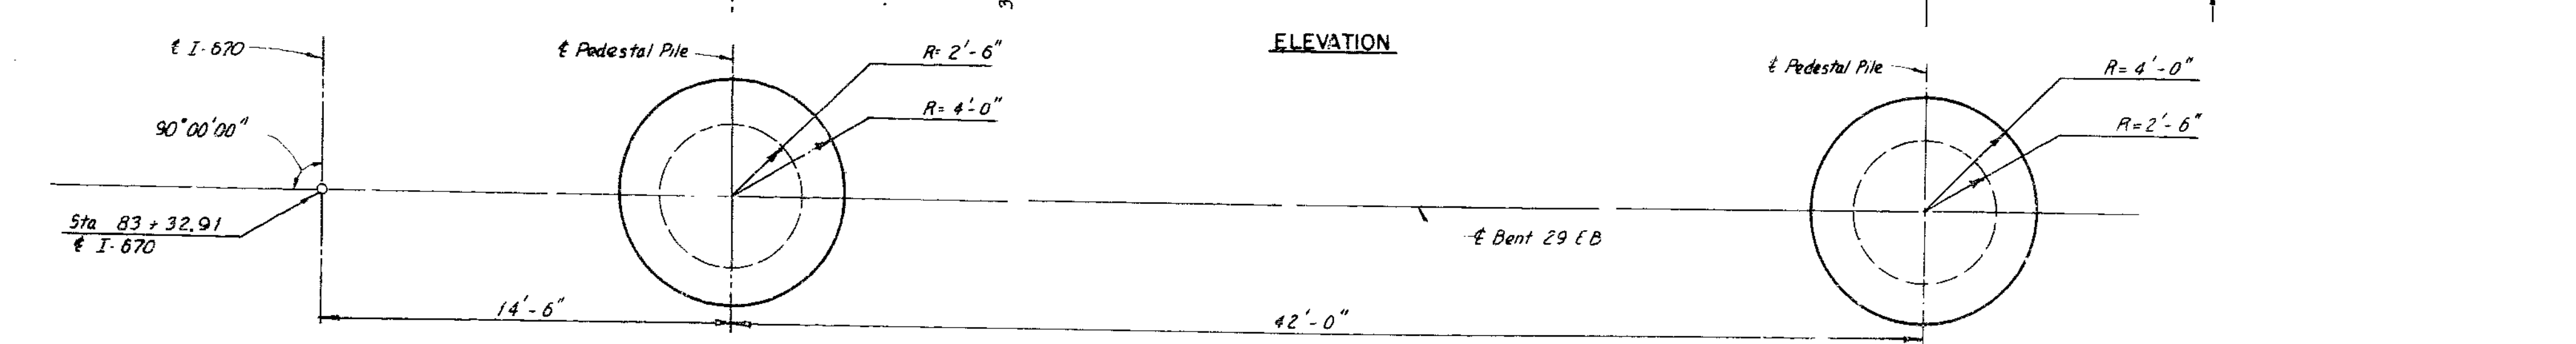 3
ELEVATION
℄ I-670
℄ Pedestal Pile
R= 2'-6"
R= 4'-0"
90°00'00"
Sta 83+32.91
℄ I-670
14'-6"
42'-0"
℄ Bent 29 EB
℄ Pedestal Pile
R= 4'-0"
R=2'-6"